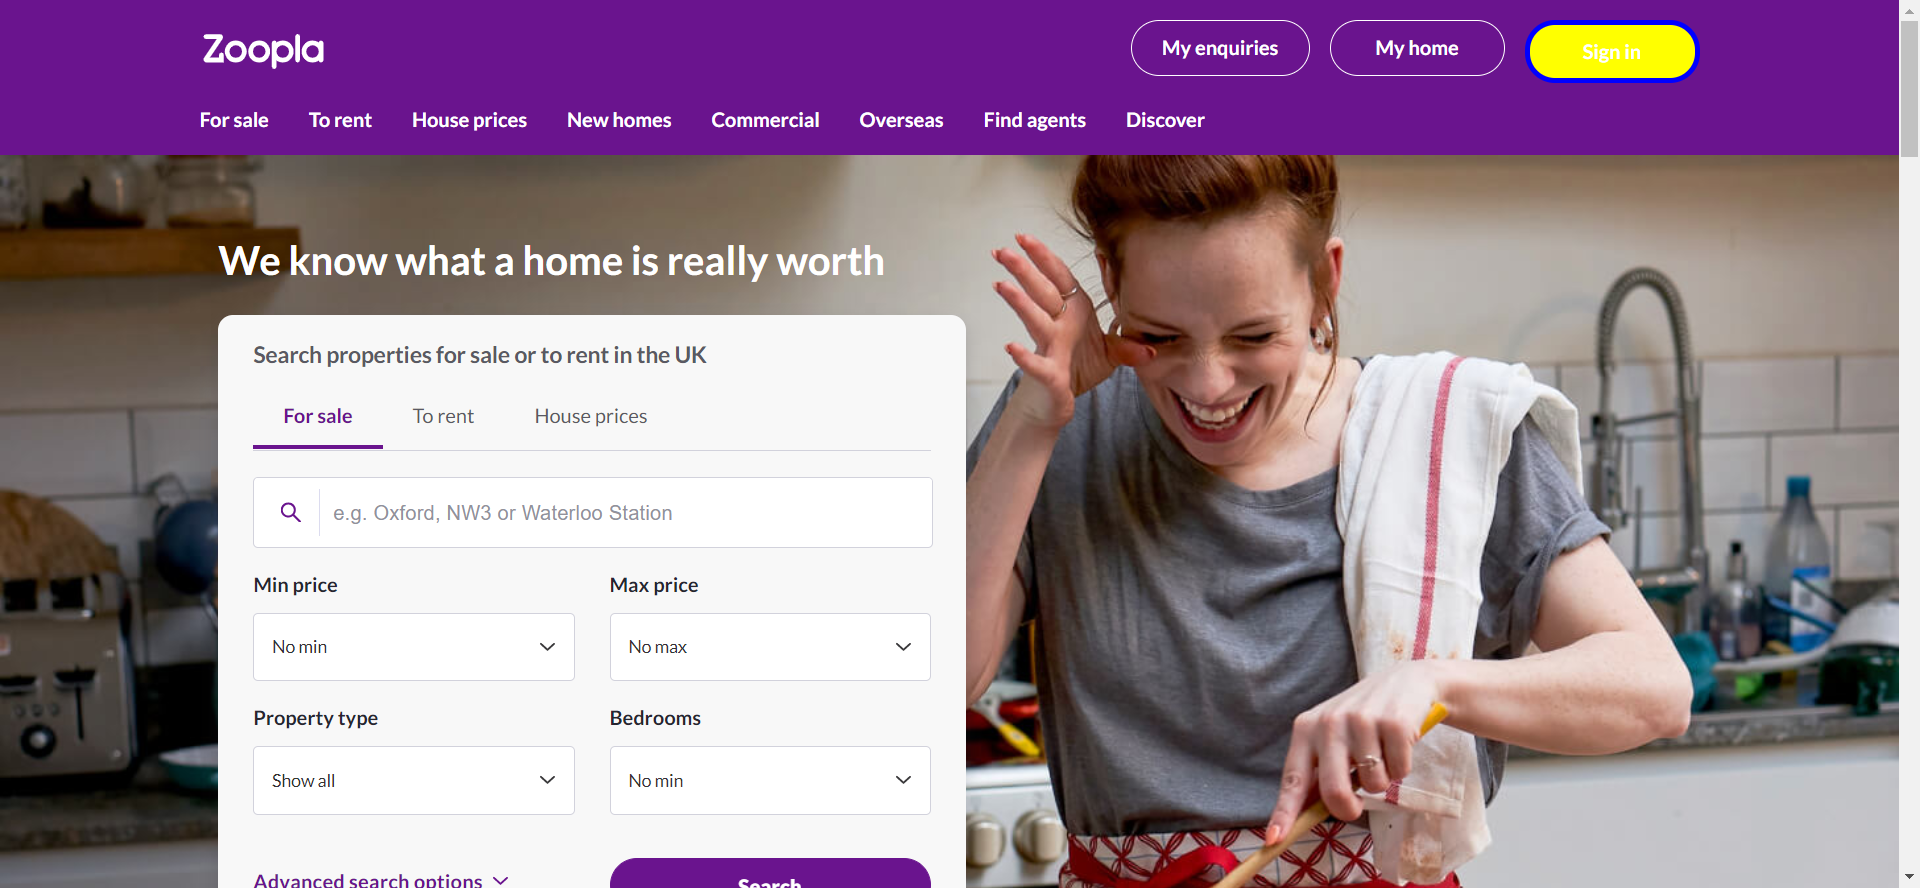 Zoopla
My enquiries
My home
Sign in
For sale
To rent
House prices
New homes
Commercial
Overseas
Find agents
Discover
We know what a home is really worth
Search properties for sale or to rent in the UK
For sale
To rent
House prices
e.g. Oxford, NW3 or Waterloo Station
Min price
Max price
No min
No max
Property type
Bedrooms
Show all
No min
Advanced search options
Search